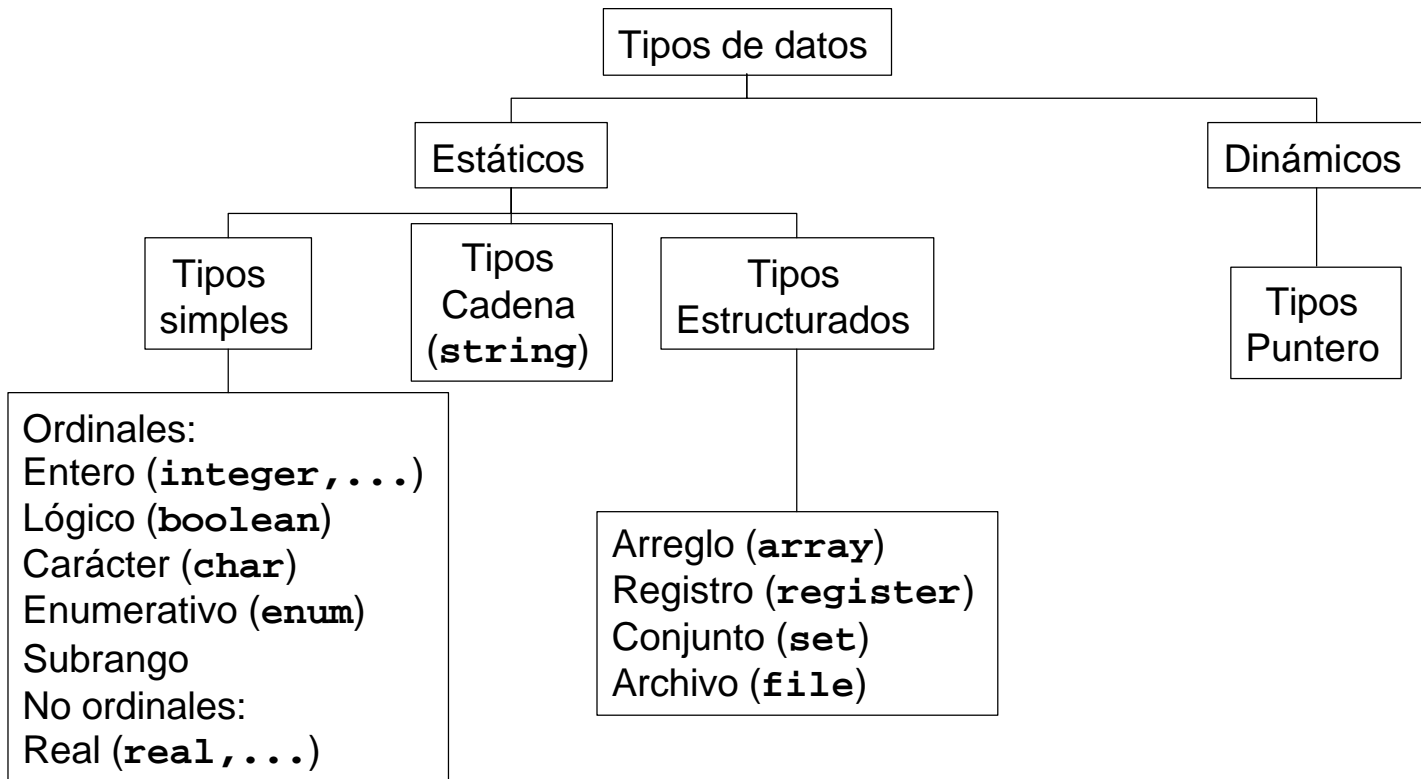 Tipos de datos
Estáticos
Dinámicos
Tipos
simples
Tipos
Cadena
(string)
Tipos
Estructurados
Tipos
Puntero
Ordinales:
Entero (integer,...)
Lógico (boolean)
Carácter (char)
Enumerativo (enum)
Subrango
No ordinales:
Real (real,...)
Arreglo (array)
Registro (register)
Conjunto (set)
Archivo (file)